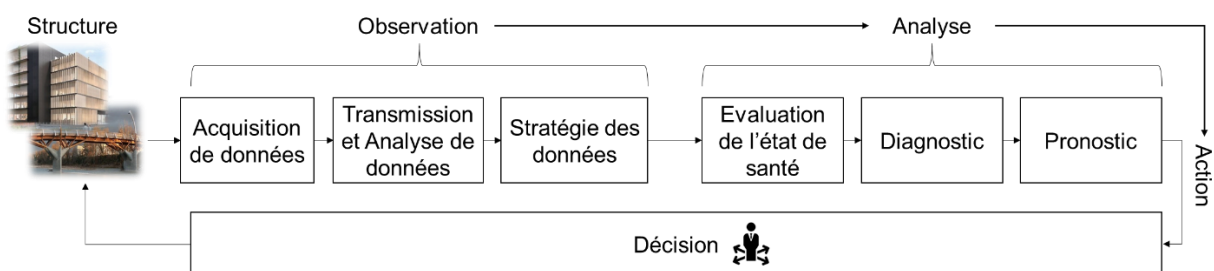 Structure
Observation
Analyse
Acquisition
de données
Transmission
et Analyse de
données
Stratégie des
données
Evaluation
de l'état de
santé
Diagnostic
Pronostic
Action
Décision